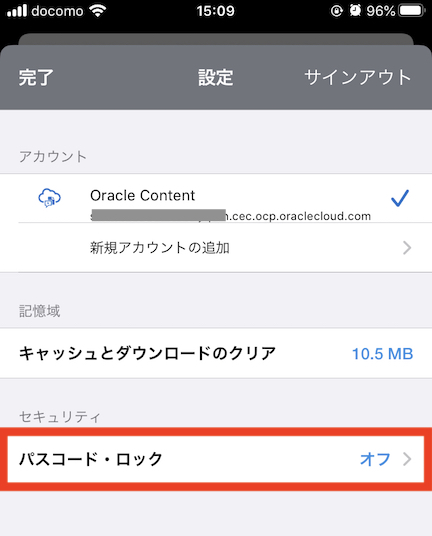 docomo 15:09 96%
完了 設定 サインアウト
アカウント
Oracle Content
.cec.ocp.oraclecloud.com
新規アカウントの追加
記憶域
キャッシュとダウンロードのクリア 10.5 MB
セキュリティ
パスコード・ロック オフ